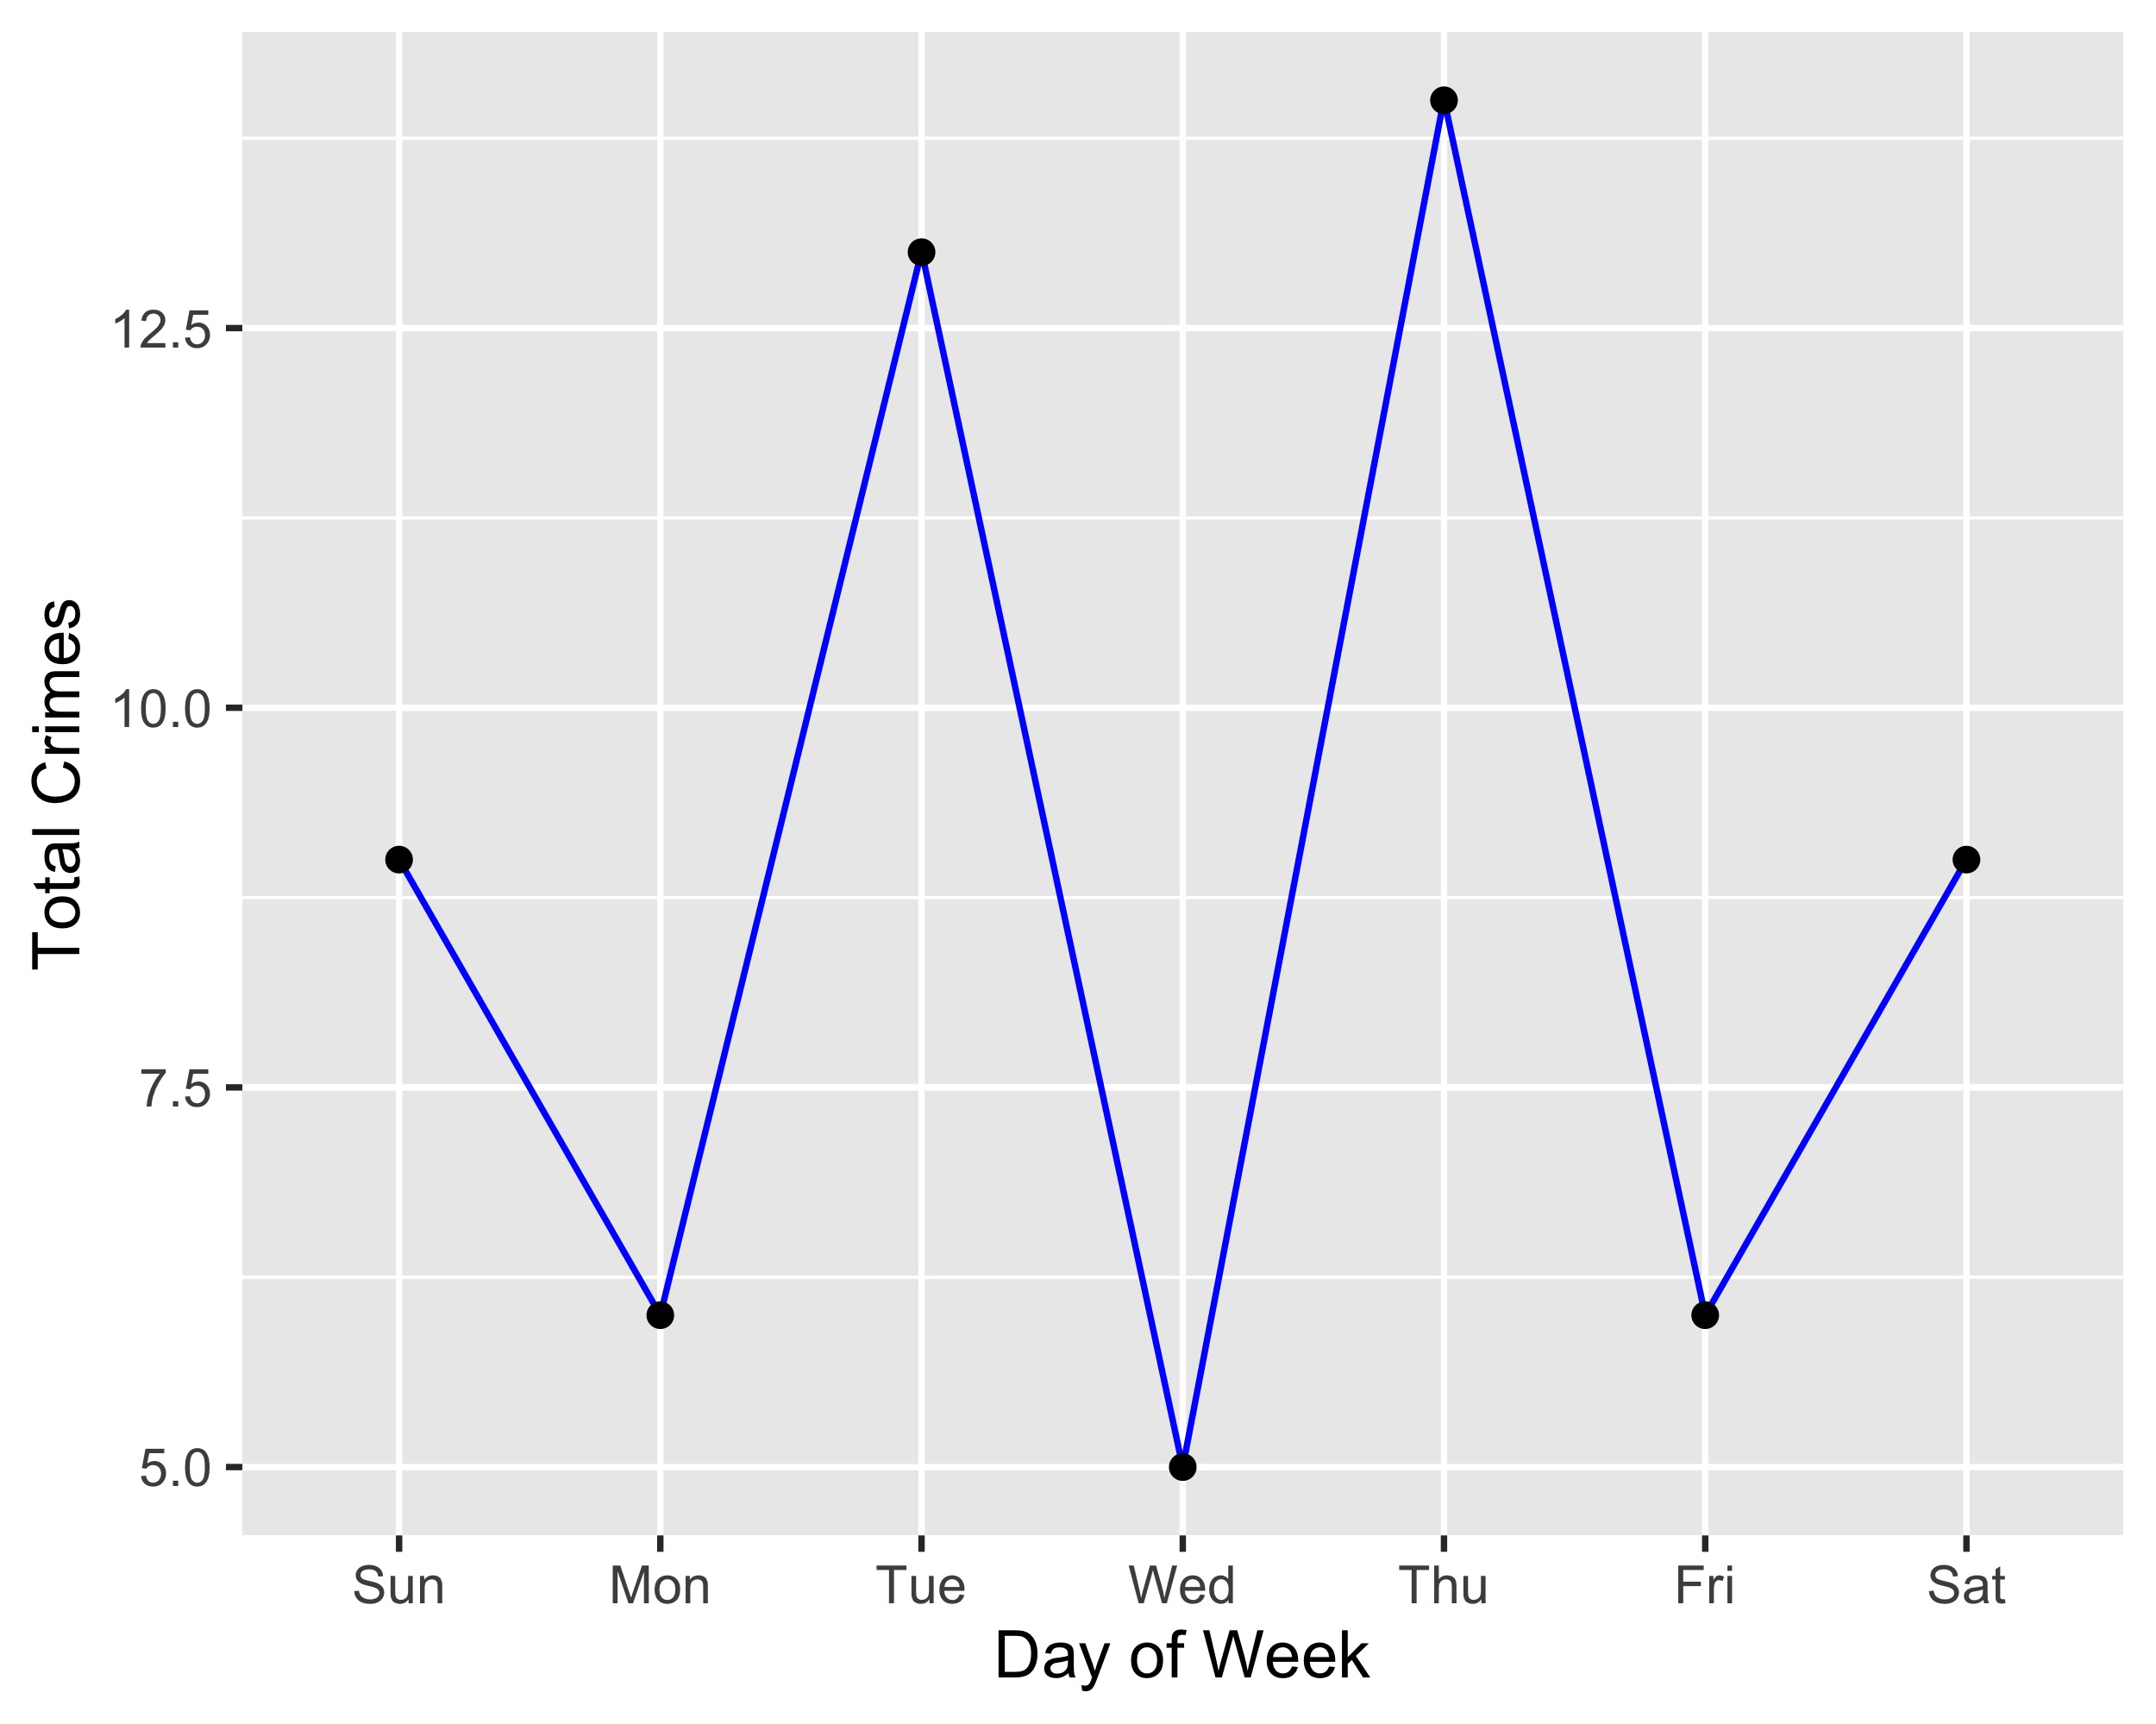 Total Crimes
12.5
10.0
7.5
5.0
Sun Mon Tue Wed Thu Fri Sat
Day of Week